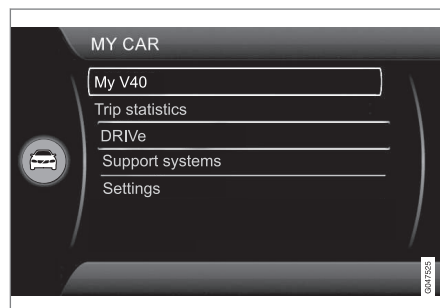 MY CAR
My V40
Trip statistics
DRIVe
Support systems
Settings
G047525